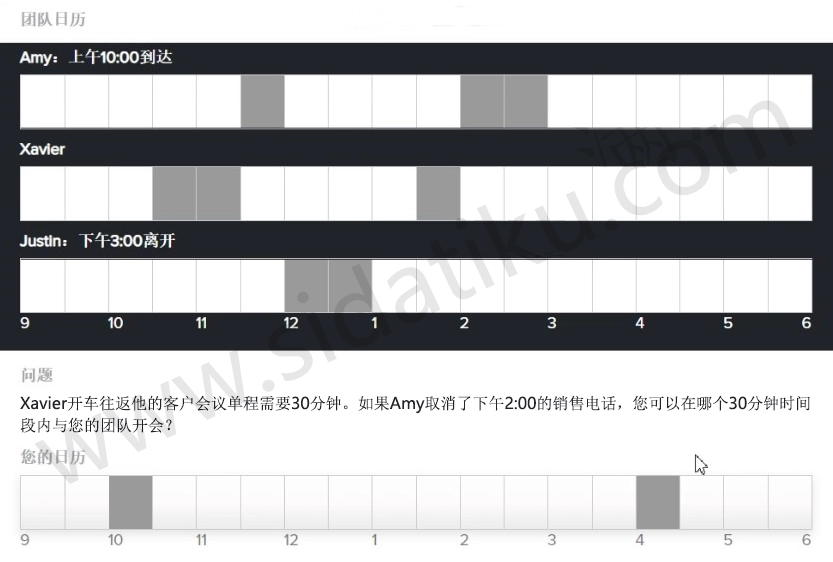 团队日历
Amy：上午10:00到达
Xavier
Justin：下午3:00离开
9 10 11 12 1 2 3 4 5 6
问题
Xavier开车往返他的客户会议单程需要30分钟。如果Amy取消了下午2:00的销售电话，您可以在哪个30分钟时间
段内与您的团队开会？
您的日历
9 10 11 12 1 2 3 4 5 6
www.sidatiku.com